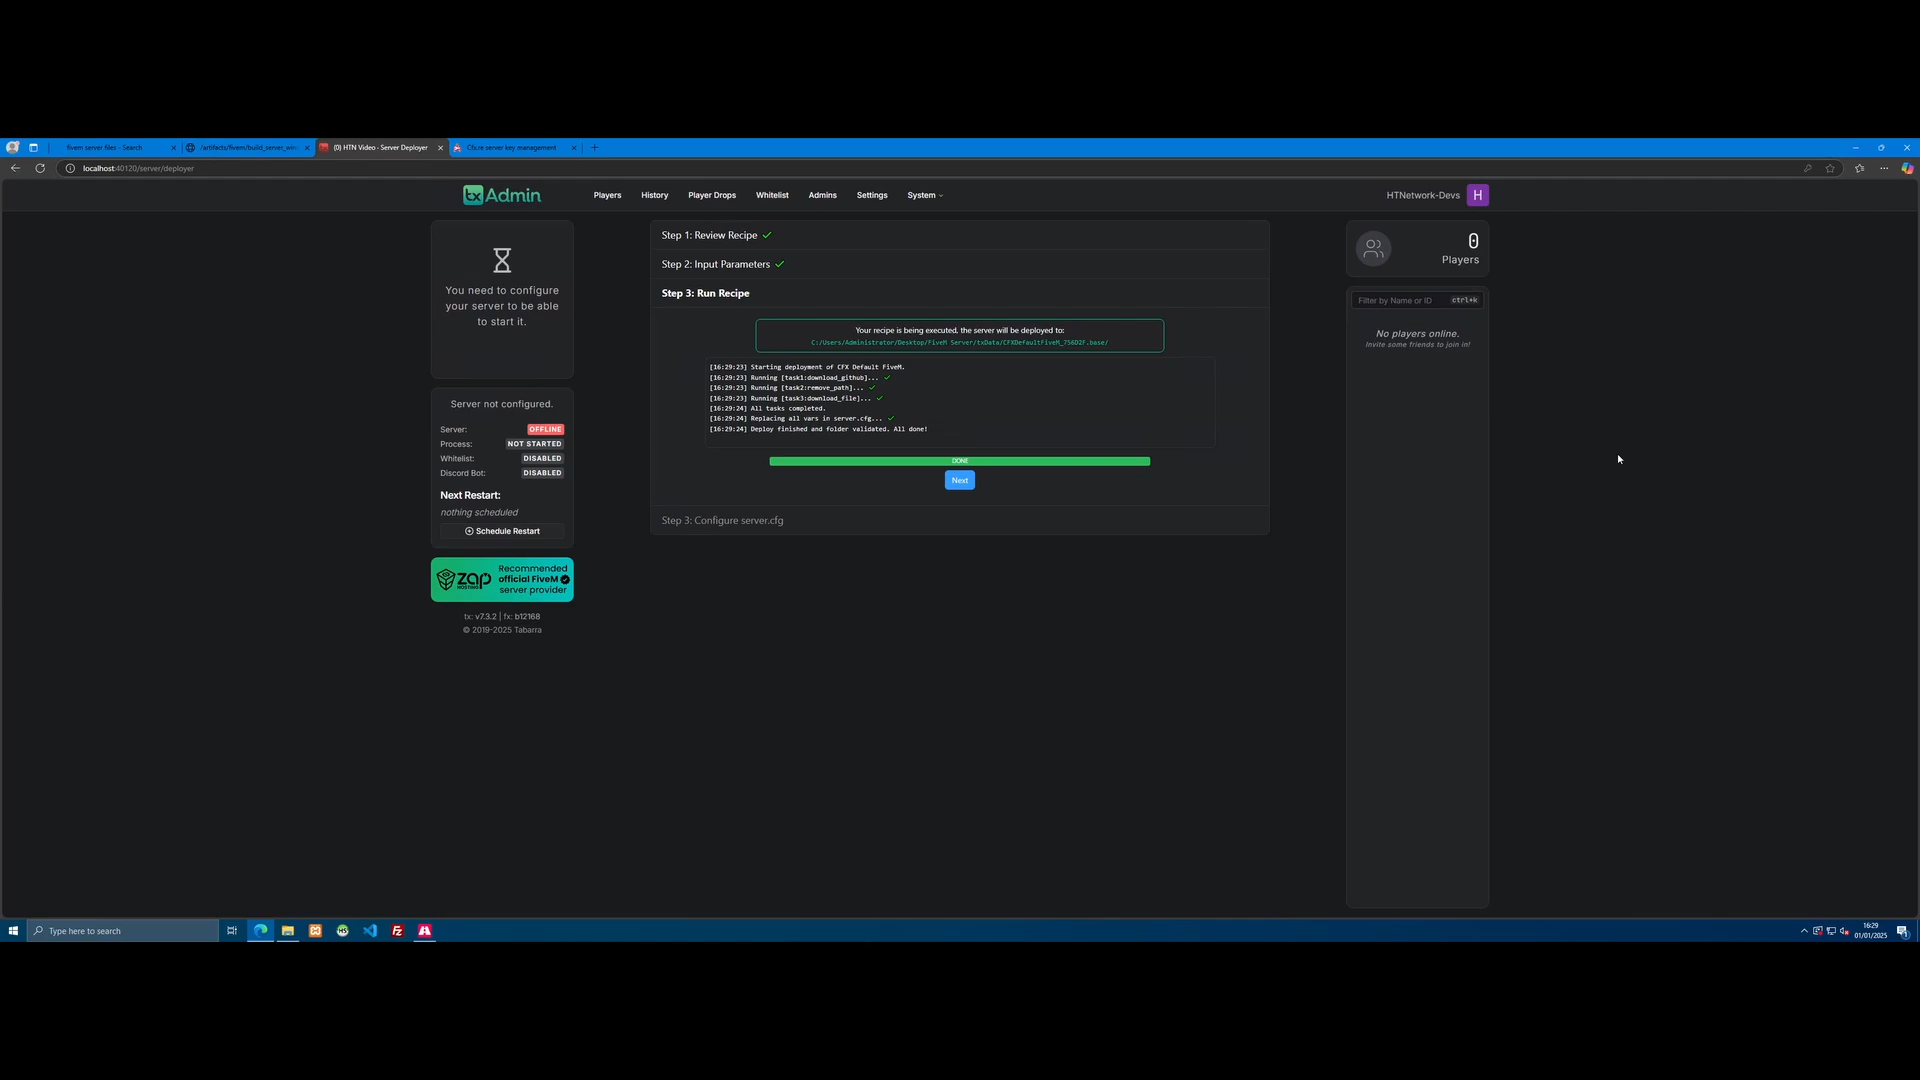 fivem server files - Search
/artifacts/fivem/build_server_win
(0) HTN Video - Server Deployer
Cfx.re server key management
localhost:40120/server/deployer
tx Admin
Players
History
Player Drops
Whitelist
Admins
Settings
System
HTNetwork-Devs
H
You need to configure
your server to be able
to start it.
Server not configured.
Server: OFFLINE
Process: NOT STARTED
Whitelist: DISABLED
Discord Bot: DISABLED
Next Restart:
nothing scheduled
Schedule Restart
ZAP HOSTING
Recommended
official FiveM
server provider
tx: v7.3.2 | fx: b12168
© 2019-2025 Tabarra
Step 1: Review Recipe
Step 2: Input Parameters
Step 3: Run Recipe
Your recipe is being executed, the server will be deployed to:
C:/Users/Administrator/Desktop/FiveM Server/txData/CFXDefaultFiveM_756D2F.base/
[16:29:23] Starting deployment of CFX Default FiveM.
[16:29:23] Running [task1:download_github]...
[16:29:23] Running [task2:remove_path]...
[16:29:23] Running [task3:download_file]...
[16:29:24] All tasks completed.
[16:29:24] Replacing all vars in server.cfg...
[16:29:24] Deploy finished and folder validated. All done!
DONE
Next
Step 3: Configure server.cfg
0
Players
Filter by Name or ID
ctrl+k
No players online.
Invite some friends to join in!
Type here to search
16:29
01/01/2025